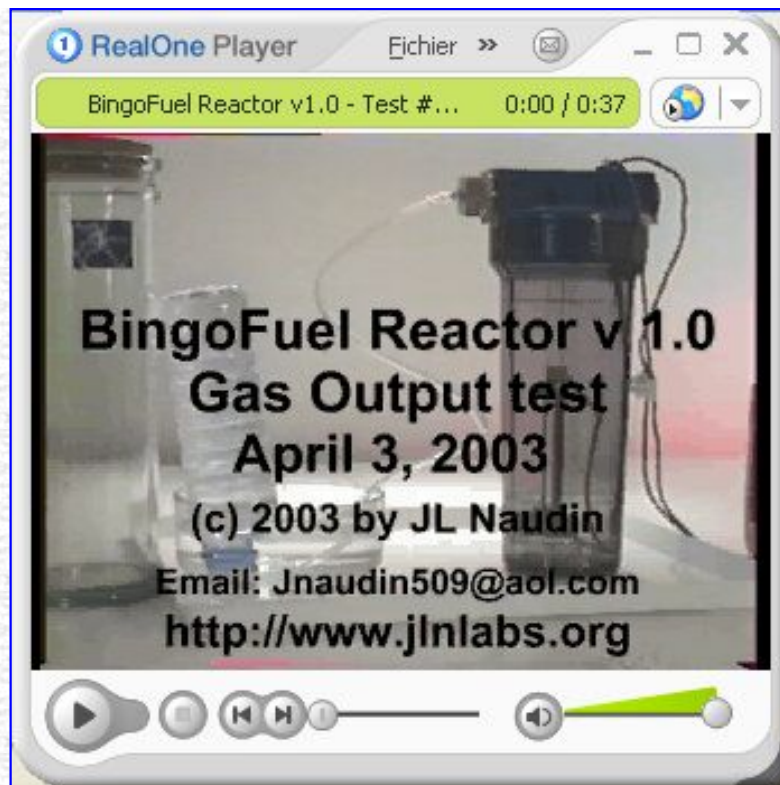 RealOne Player Fichier »
BingoFuel Reactor v1.0 - Test #... 0:00 / 0:37
BingoFuel Reactor v 1.0
Gas Output test
April 3, 2003
(c) 2003 by JL Naudin
Email: Jnaudin509@aol.com
http://www.jlnlabs.org